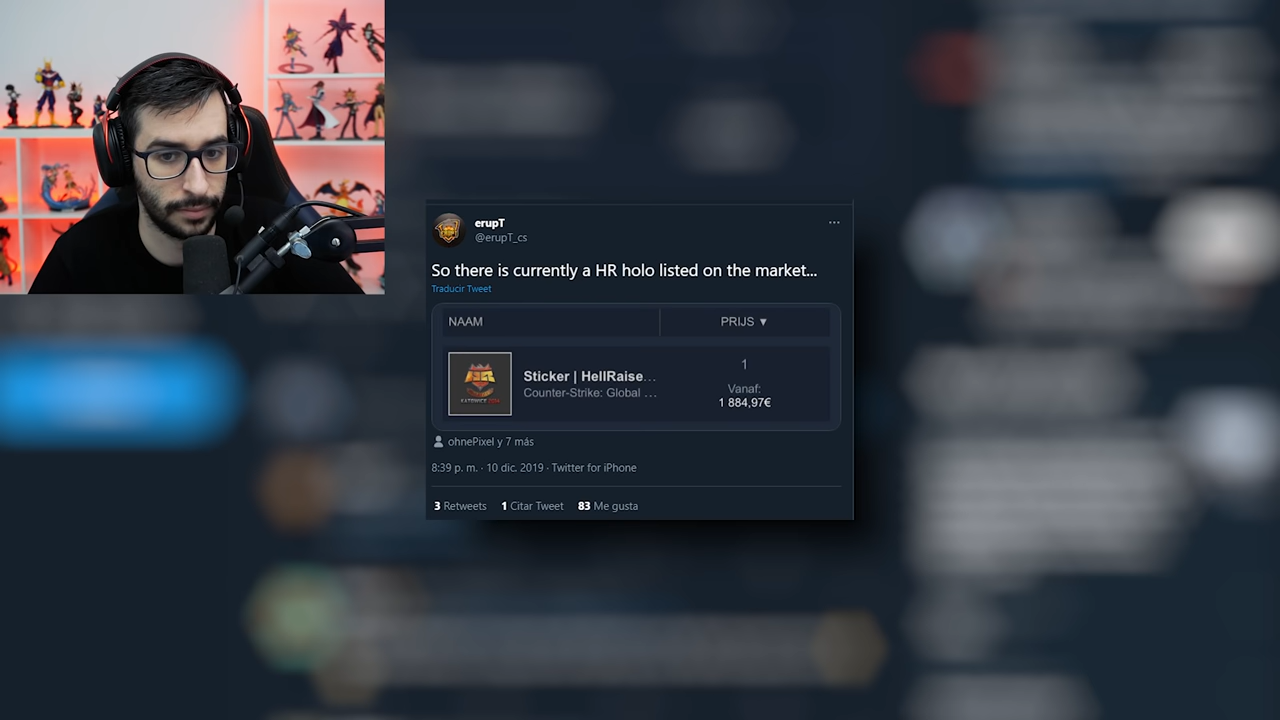 erupT
@erupT_cs
So there is currently a HR holo listed on the market...
Traducir Tweet
NAAM
PRIJS ▼
1
Sticker | HellRaise...
Vanaf:
Counter-Strike: Global ...
1 884,97€
ohnePixel y 7 más
8:39 p. m. · 10 dic. 2019 · Twitter for iPhone
3 Retweets 1 Citar Tweet 83 Me gusta